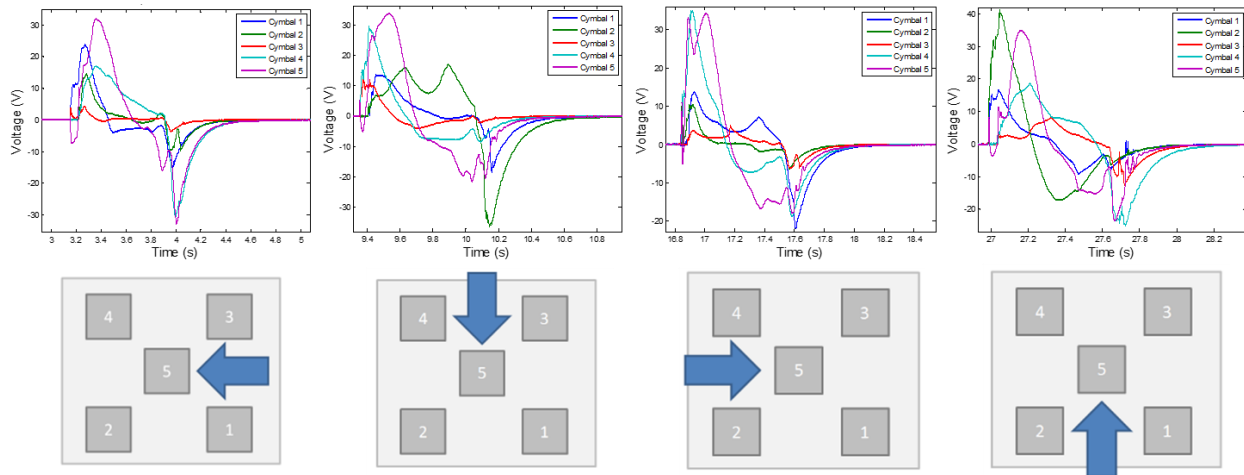 Cymbal 1
Cymbal 2
Cymbal 3
Cymbal 4
Cymbal 5
Voltage (V)
30
20
10
0
-10
-20
-30
3 3.2 3.4 3.6 3.8 4 4.2 4.4 4.6 4.8 5
Time (s)
Cymbal 1
Cymbal 2
Cymbal 3
Cymbal 4
Cymbal 5
Voltage (V)
30
20
10
0
-10
-20
-30
9.4 9.6 9.8 10 10.2 10.4 10.6 10.8
Time (s)
Cymbal 1
Cymbal 2
Cymbal 3
Cymbal 4
Cymbal 5
Voltage (V)
30
20
10
0
-10
-20
16.8 17 17.2 17.4 17.6 17.8 18 18.2 18.4
Time (s)
Cymbal 1
Cymbal 2
Cymbal 3
Cymbal 4
Cymbal 5
Voltage (V)
40
30
20
10
0
-10
-20
27 27.2 27.4 27.6 27.8 28 28.2
Time (s)
4 3
5
2 1
4 3
5
2 1
4 3
5
2 1
4 3
5
2 1